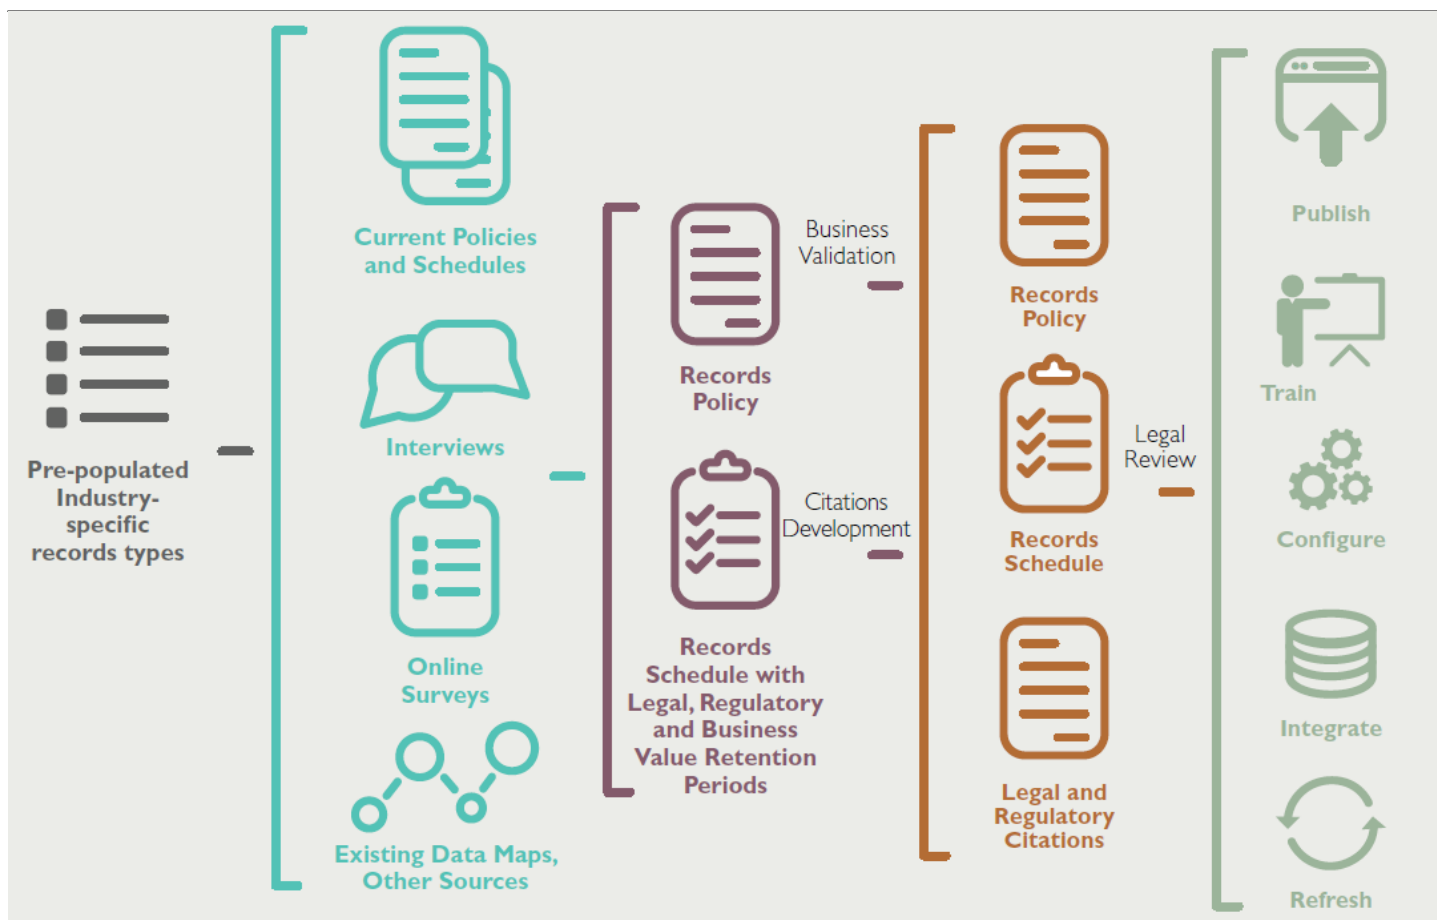 Pre-populated
Industry-
specific
records types
Current Policies
and Schedules
Interviews
Online
Surveys
Existing Data Maps,
Other Sources
Records
Policy
Records
Schedule with
Legal, Regulatory
and Business
Value Retention
Periods
Business
Validation
Citations
Development
Records
Policy
Records
Schedule
Legal and
Regulatory
Citations
Legal
Review
Publish
Train
Configure
Integrate
Refresh